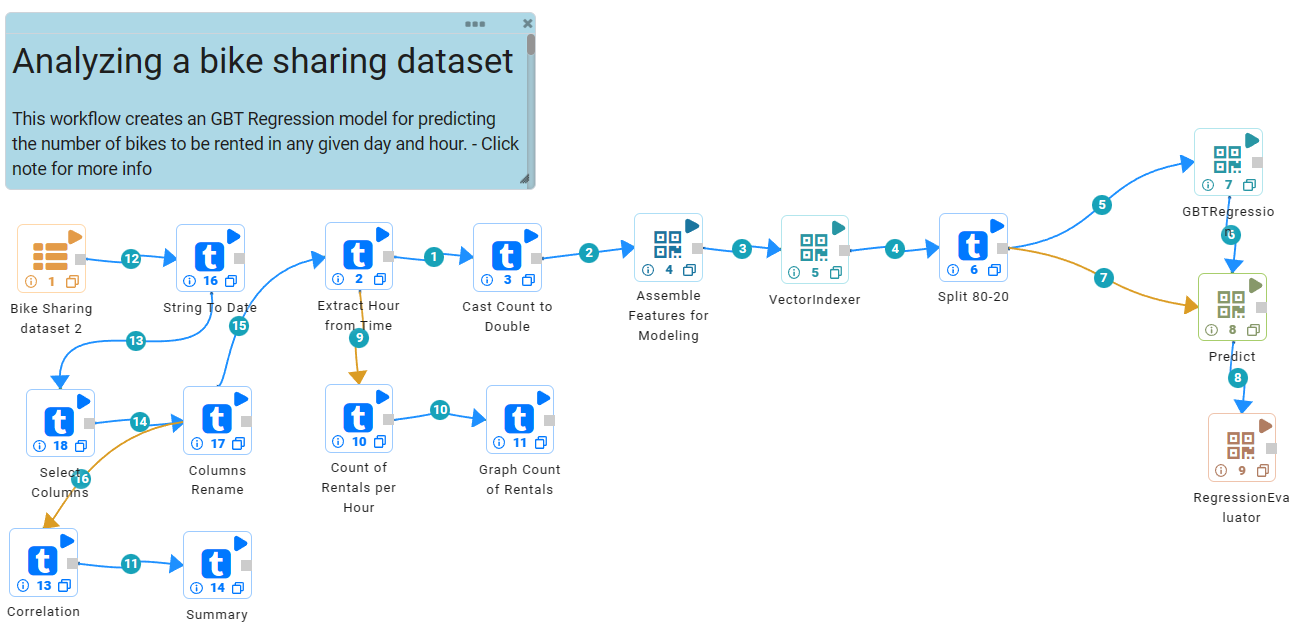 Analyzing a bike sharing dataset
This workflow creates an GBT Regression model for predicting
the number of bikes to be rented in any given day and hour. - Click
note for more info
1
Bike Sharing
dataset 2
12
16
String To Date
13
15
2
Extract Hour
from Time
1
3
Cast Count to
Double
2
4
Assemble
Features for
Modeling
3
5
VectorIndexer
4
6
Split 80-20
5
7
7
GBTRegressio
n
6
8
Predict
8
9
RegressionEva
luator
9
10
Count of
Rentals per
Hour
10
11
Graph Count
of Rentals
18
Select
Columns
14
17
Columns
Rename
16
13
Correlation
11
14
Summary